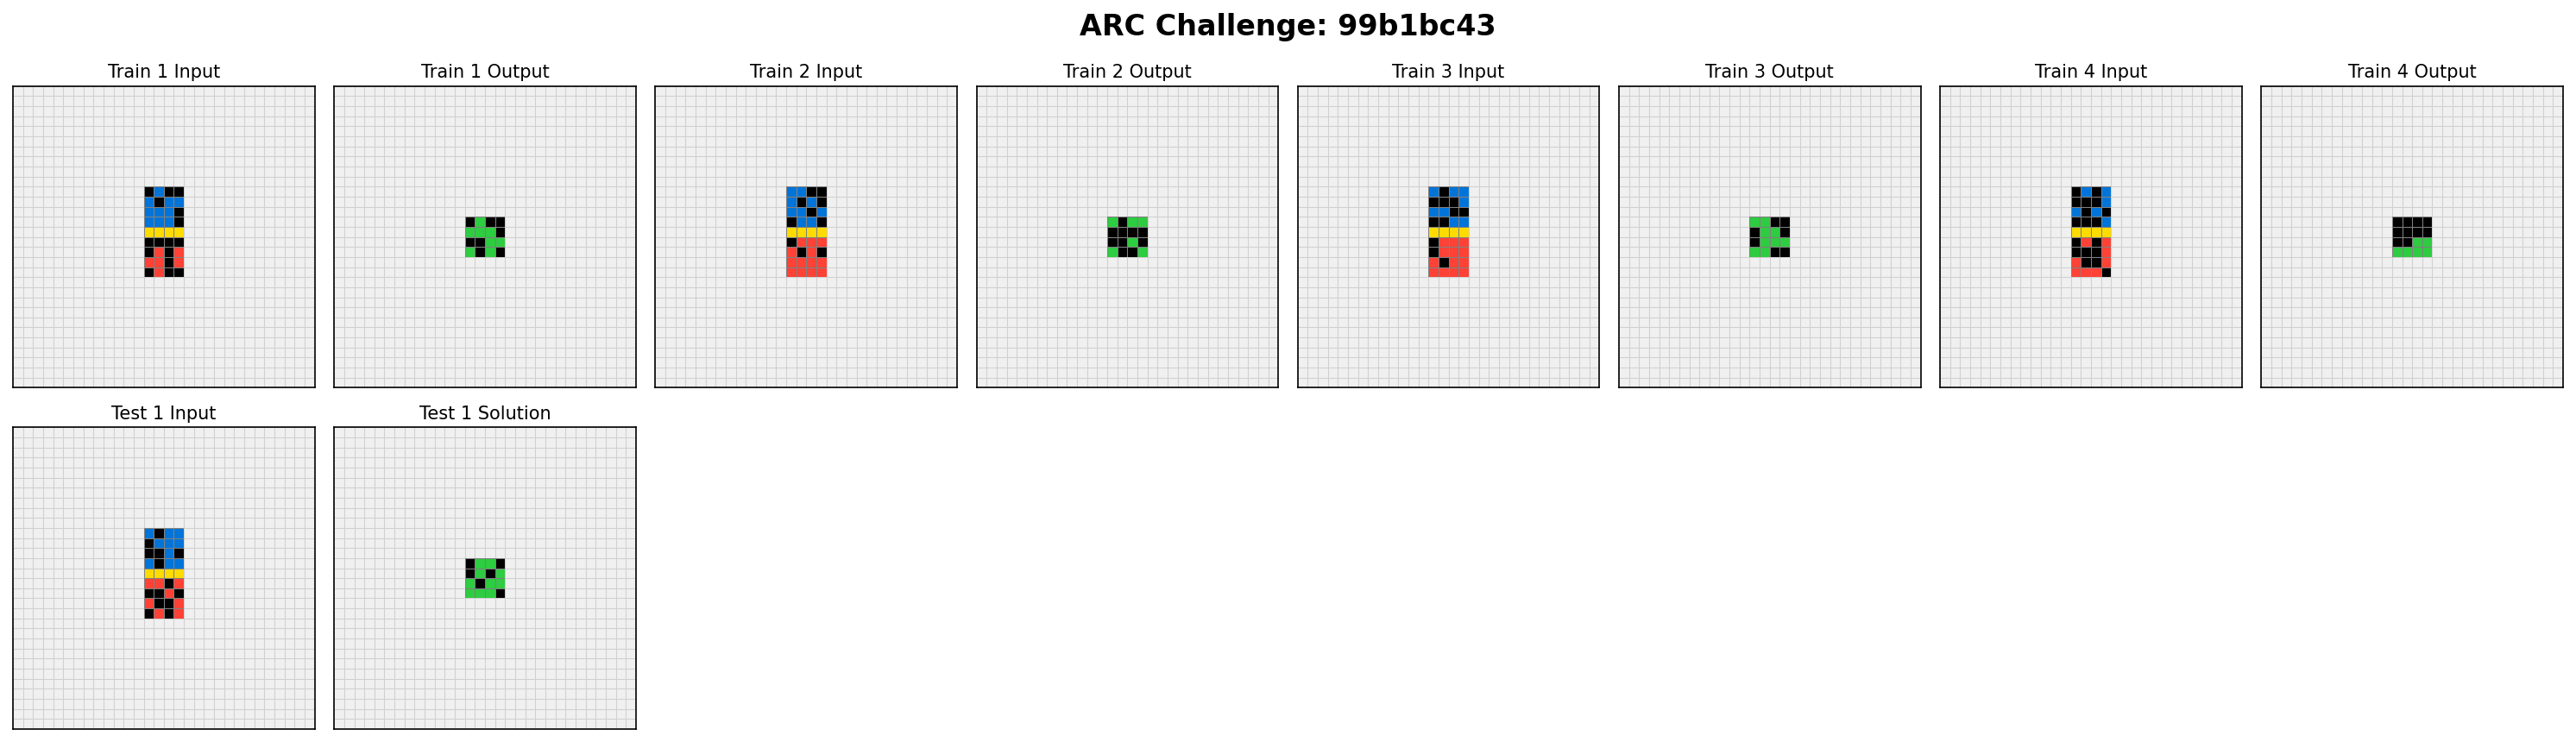 ARC Challenge: 99b1bc43
Train 1 Input
Train 1 Output
Train 2 Input
Train 2 Output
Train 3 Input
Train 3 Output
Train 4 Input
Train 4 Output
Test 1 Input
Test 1 Solution